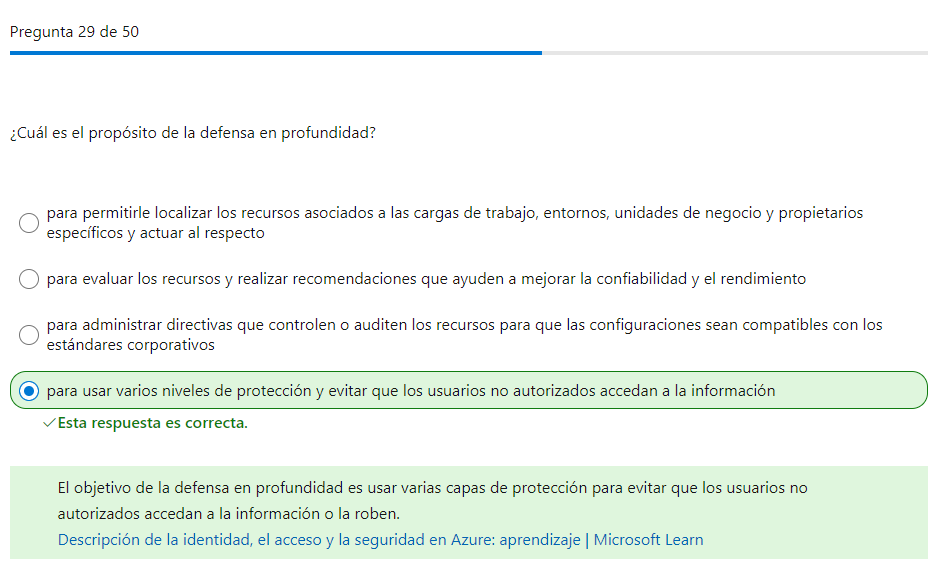 Pregunta 29 de 50
¿Cuál es el propósito de la defensa en profundidad?
para permitirle localizar los recursos asociados a las cargas de trabajo, entornos, unidades de negocio y propietarios
específicos y actuar al respecto
para evaluar los recursos y realizar recomendaciones que ayuden a mejorar la confiabilidad y el rendimiento
para administrar directivas que controlen o auditen los recursos para que las configuraciones sean compatibles con los
estándares corporativos
para usar varios niveles de protección y evitar que los usuarios no autorizados accedan a la información
Esta respuesta es correcta.
El objetivo de la defensa en profundidad es usar varias capas de protección para evitar que los usuarios no
autorizados accedan a la información o la roben.
Descripción de la identidad, el acceso y la seguridad en Azure: aprendizaje | Microsoft Learn